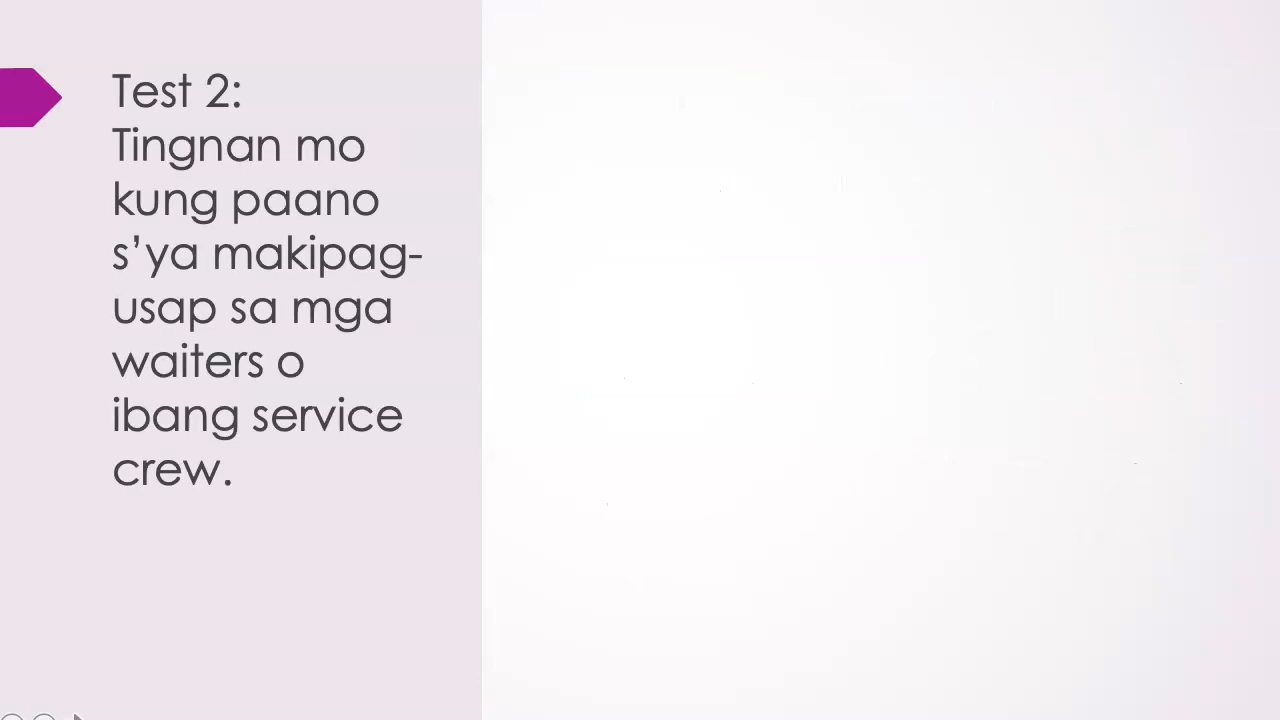 Test 2:
Tingnan mo
kung paano
s’ya makipag-
usap sa mga
waiters o
ibang service
crew.